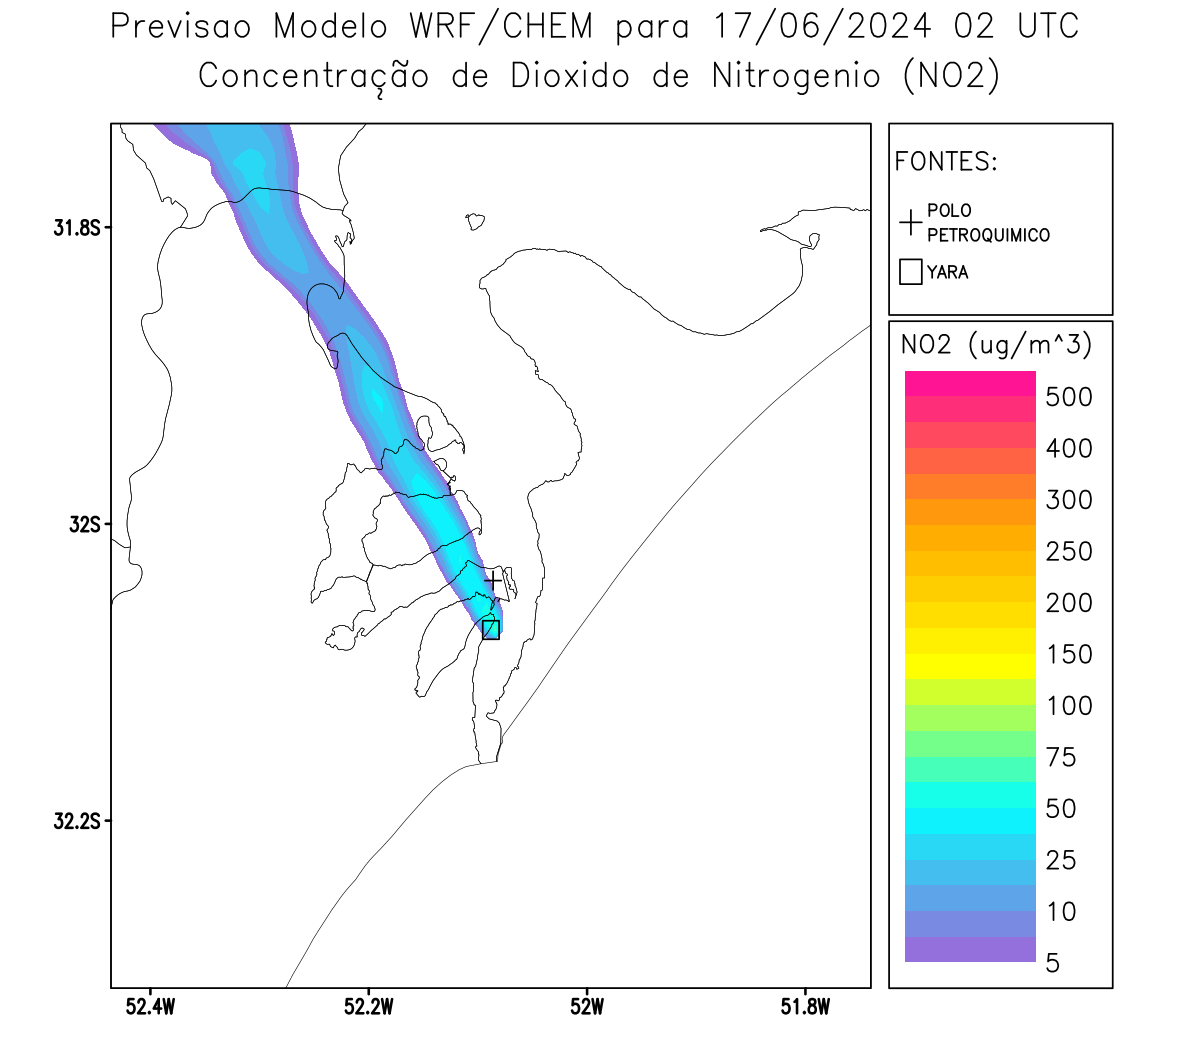 Previsao Modelo WRF/CHEM para 17/06/2024 02 UTC
Concentração de Dioxido de Nitrogenio (NO2)
FONTES:
POLO
PETROQUIMICO
YARA
NO2 (ug/m^3)
500
400
300
250
200
150
100
75
50
25
10
5
31.8S
32S
32.2S
52.4W
52.2W
52W
51.8W